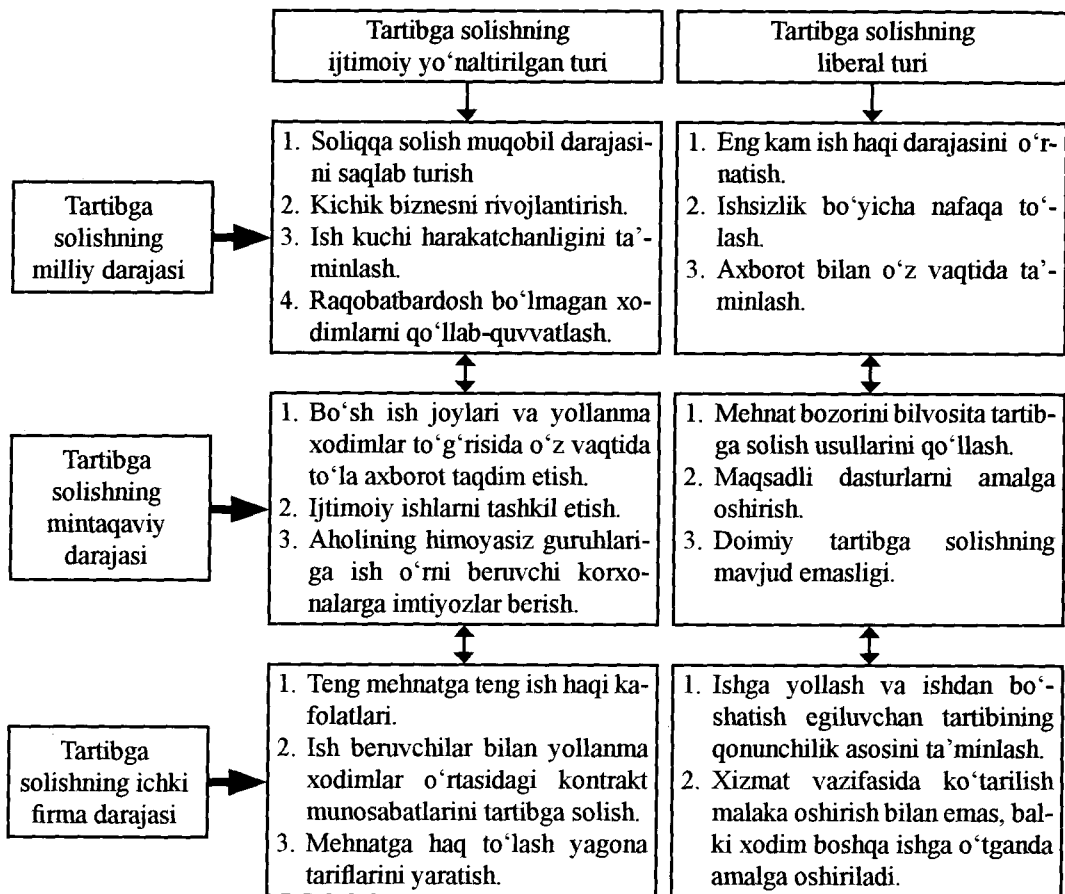 Tartibga solishning
ijtimoiy yo‘naltirilgan turi
Tartibga solishning
liberal turi
Tartibga
solishning
milliy darajasi
1. Soliqqa solish muqobil darajasi-
ni saqlab turish
2. Kichik biznesni rivojlantirish.
3. Ish kuchi harakatchanligini ta’-
minlash.
4. Raqobatbardosh bo‘lmagan xo-
dimlarni qo‘llab-quvvatlash.
1. Eng kam ish haqi darajasini o‘r-
natish.
2. Ishsizlik bo‘yicha nafaqa to‘-
lash.
3. Axborot bilan o‘z vaqtida ta’-
minlash.
Tartibga
solishning
mintaqaviy
darajasi
1. Bo‘sh ish joylari va yollanma
xodimlar to‘g‘risida o‘z vaqtida
to‘la axborot taqdim etish.
2. Ijtimoiy ishlarni tashkil etish.
3. Aholining himoyasiz guruhlari-
ga ish o‘rni beruvchi korxo-
nalarga imtiyozlar berish.
1. Mehnat bozorini bilvosita tartib-
ga solish usullarini qo‘llash.
2. Maqsadli dasturlarni amalga
oshirish.
3. Doimiy tartibga solishning
mavjud emasligi.
Tartibga
solishning ichki
firma darajasi
1. Teng mehnatga teng ish haqi ka-
folatlari.
2. Ish beruvchilar bilan yollanma
xodimlar o‘rtasidagi kontrakt
munosabatlarini tartibga solish.
3. Mehnatga haq to‘lash yagona
tariflarini yaratish.
1. Ishga yollash va ishdan bo‘-
shatish egiluvchan tartibining
qonunchilik asosini ta’minlash.
2. Xizmat vazifasida ko‘tarilish
malaka oshirish bilan emas, bal-
ki xodim boshqa ishga o‘tganda
amalga oshiriladi.